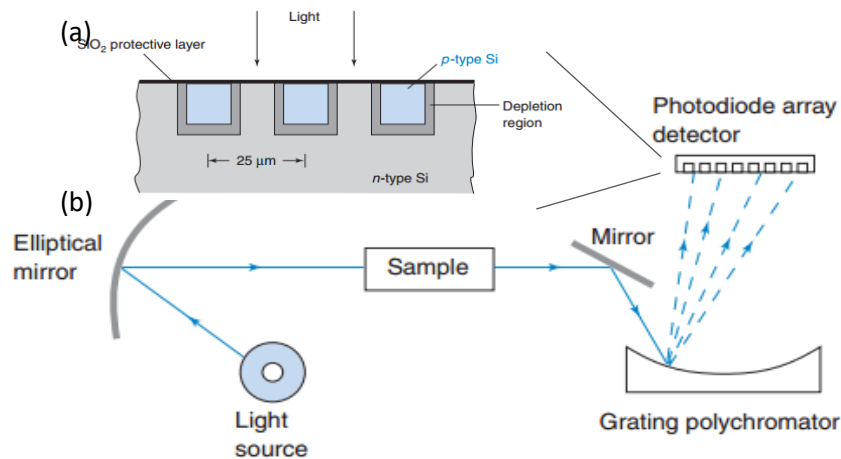 (a)
Light
SiO2 protective layer
p-type Si
Depletion
region
25 µm
n-type Si
Photodiode array
detector
(b)
Elliptical
mirror
Sample
Mirror
Light
source
Grating polychromator